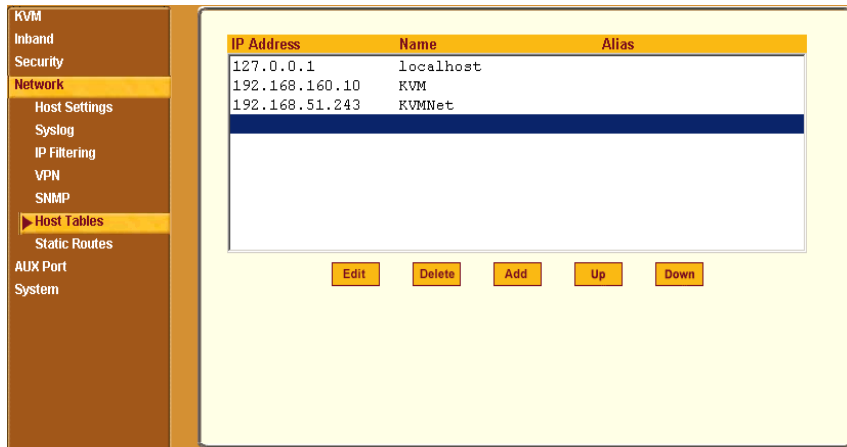 KVM
Inband
Security
Network
Host Settings
Syslog
IP Filtering
VPN
SNMP
Host Tables
Static Routes
AUX Port
System
IP Address Name Alias
127.0.0.1 localhost
192.168.160.10 KVM
192.168.51.243 KVMNet
Edit Delete Add Up Down